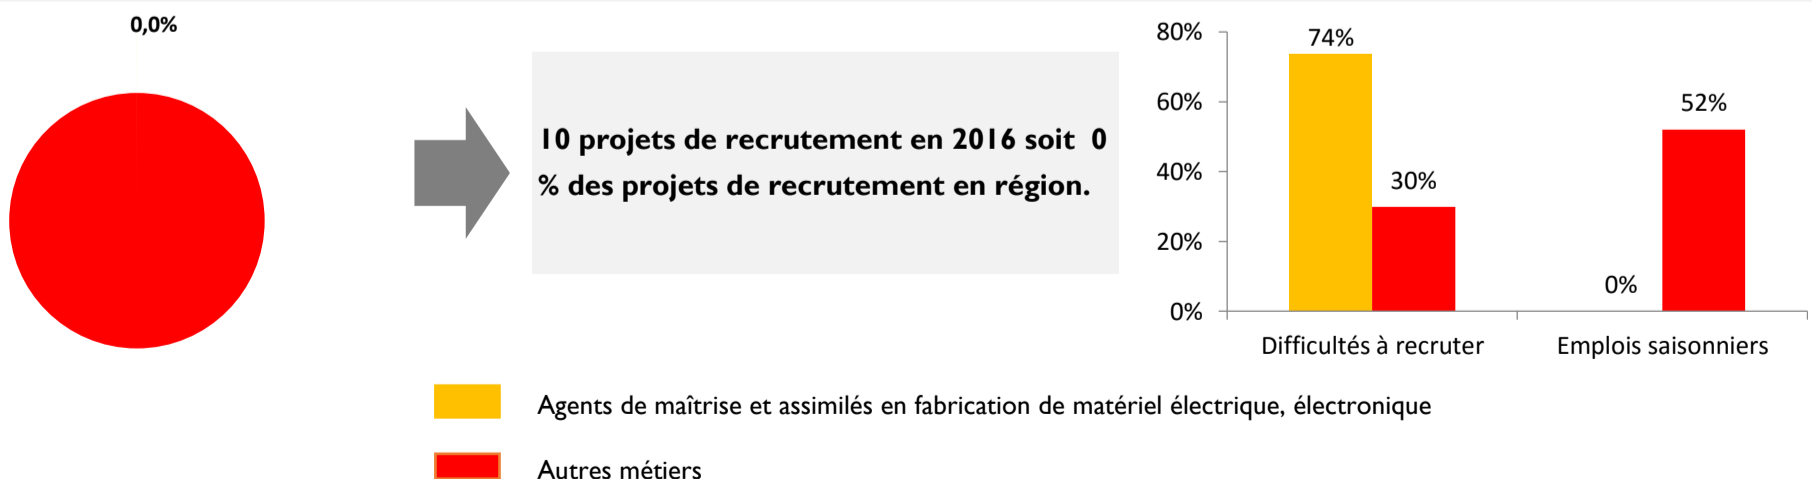 0,0%
10 projets de recrutement en 2016 soit 0
% des projets de recrutement en région.
80%
60%
40%
20%
0%
74%
30%
0%
52%
Difficultés à recruter
Emplois saisonniers
Agents de maîtrise et assimilés en fabrication de matériel électrique, électronique
Autres métiers